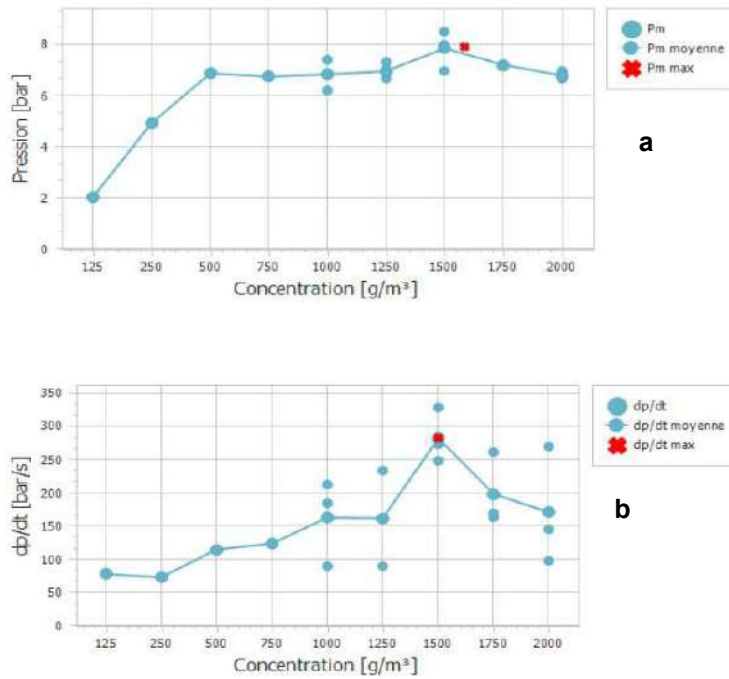 Pression [bar]
8
6
4
2
0
125 250 500 750 1000 1250 1500 1750 2000
Concentration [g/m³]
Pm
Pm moyenne
Pm max
a
dp/dt [bar/s]
350
300
250
200
150
100
50
0
125 250 500 750 1000 1250 1500 1750 2000
Concentration [g/m³]
dp/dt
dp/dt moyenne
dp/dt max
b